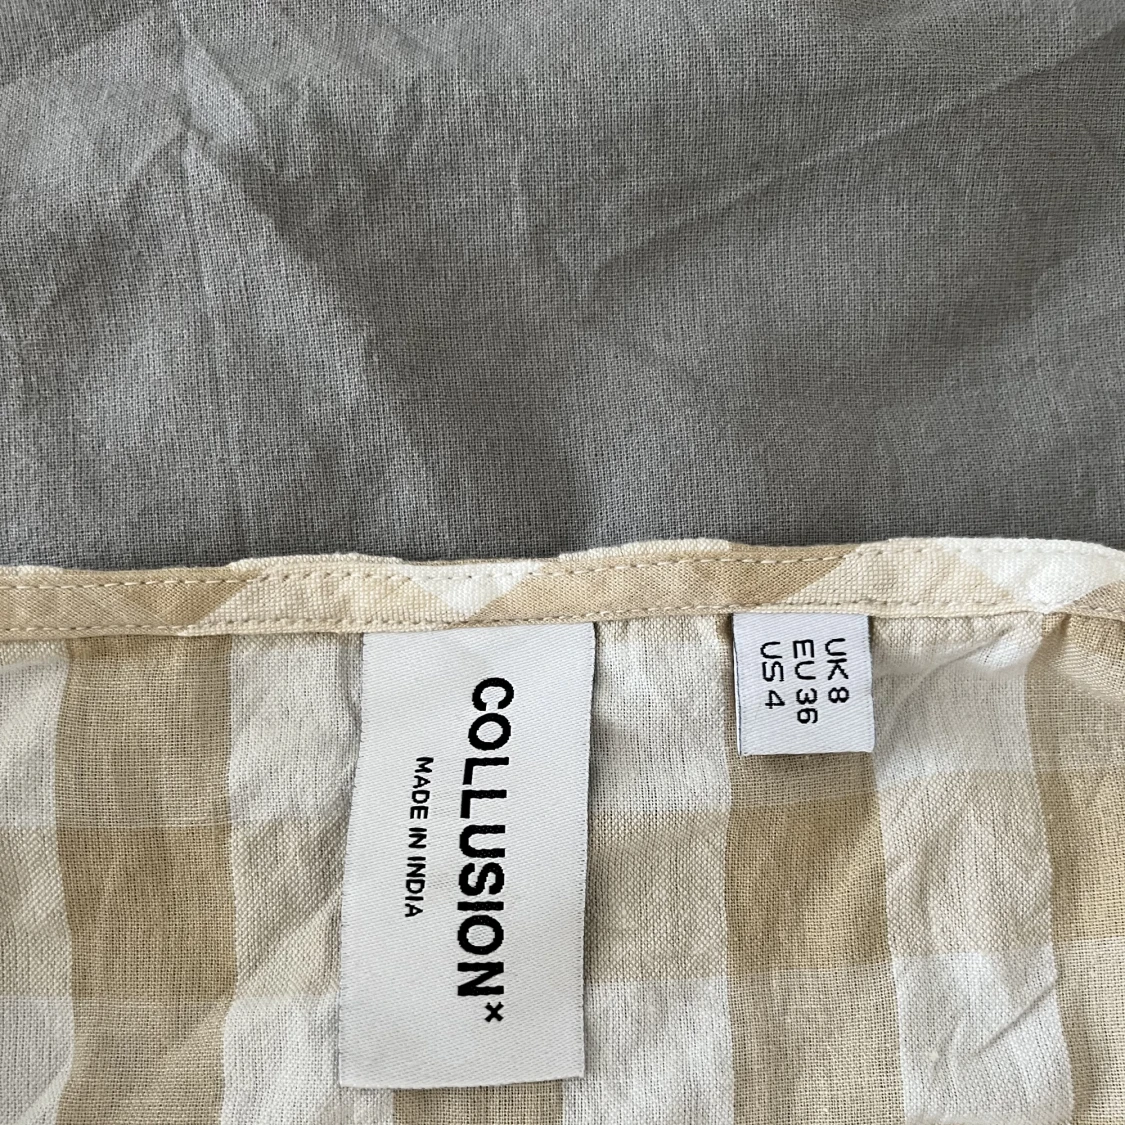 COLLUSION×
MADE IN INDIA
UK 8
EU 36
US 4